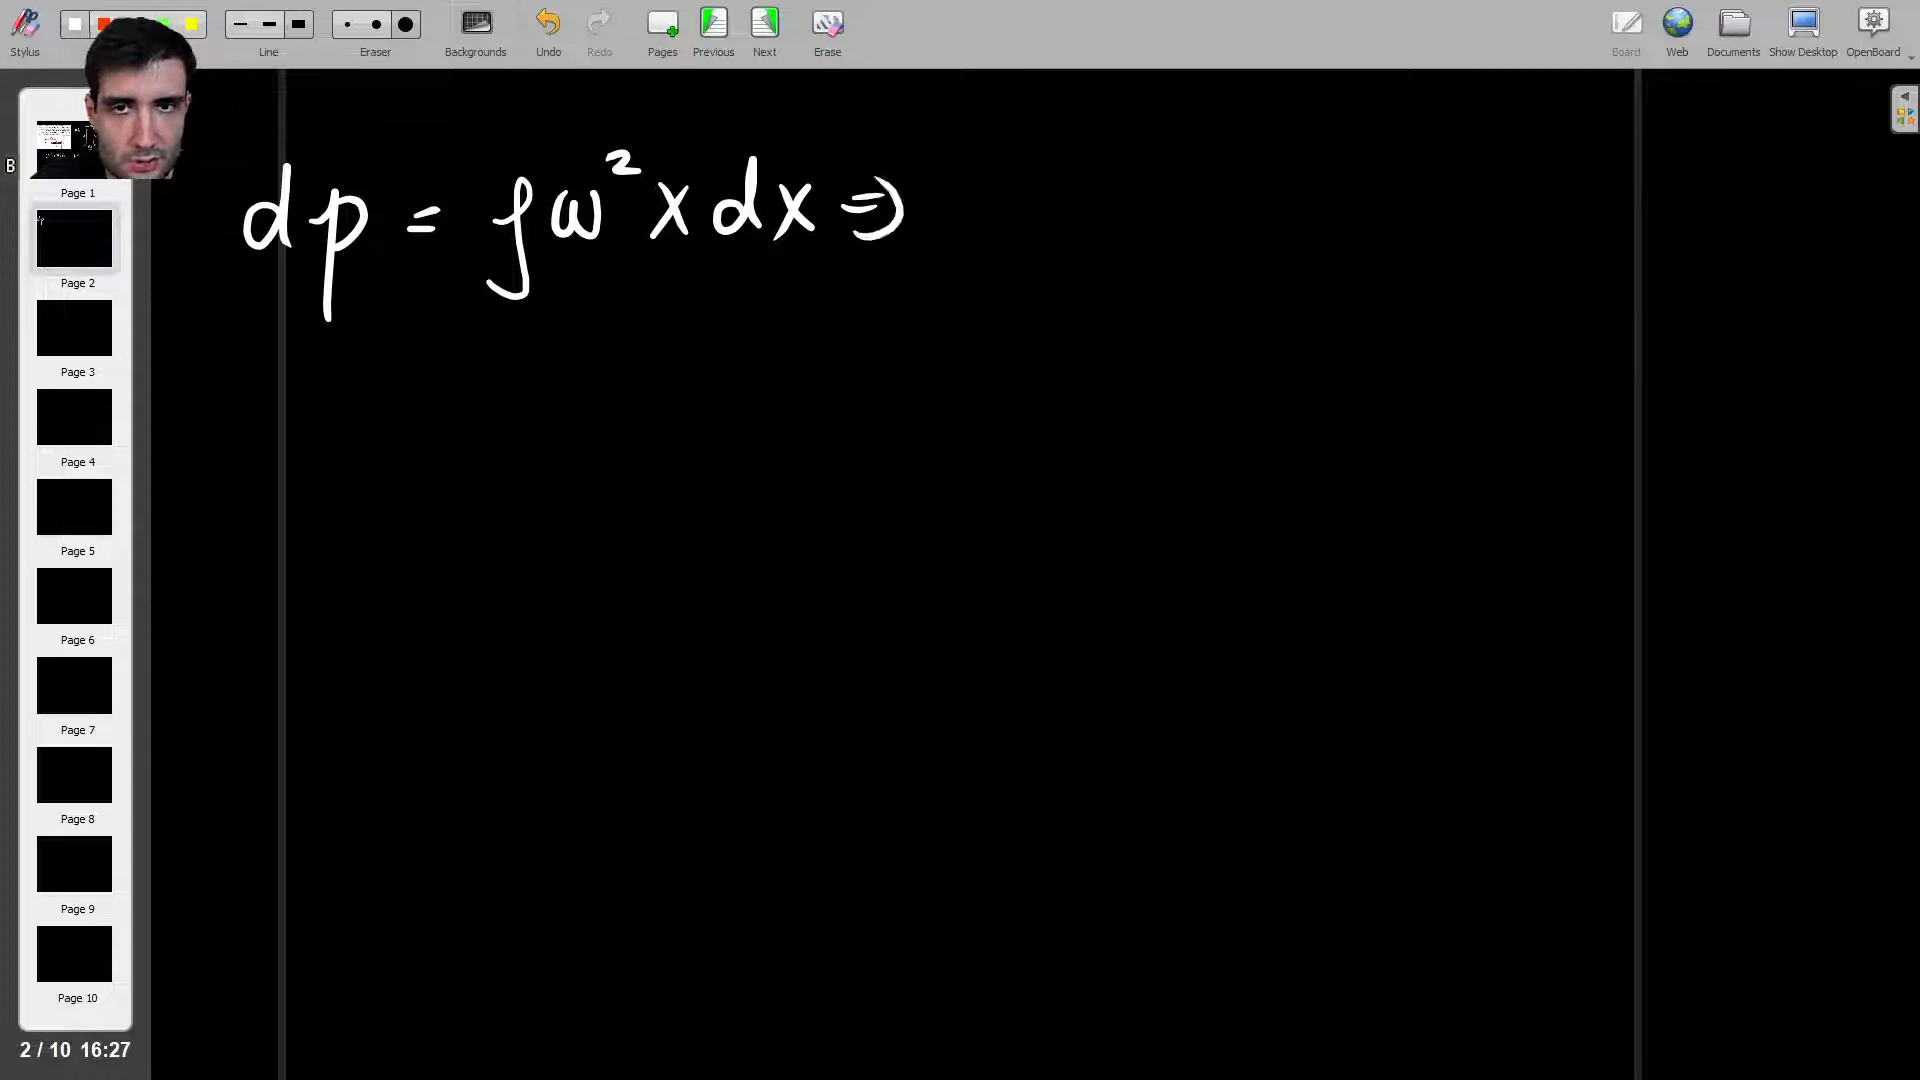 Stylus Line Eraser Backgrounds Undo Redo Pages Previous Next Erase Board Web Documents Show Desktop OpenBoard
B
dp = ρω²x dx ⇒
Page 1
Page 2
Page 3
Page 4
Page 5
Page 6
Page 7
Page 8
Page 9
Page 10
2 / 10 16:27